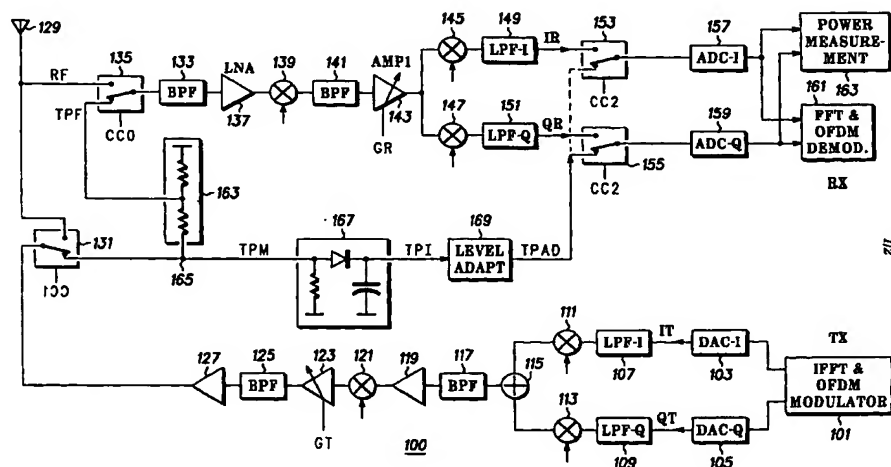 129
135
133
LNA
139
141
AMP1
145
149
IR
153
157
POWER
MEASURE-
MENT
163
RF
BPF
BPF
LPF-I
ADC-I
TPF
137
143
CC2
161
CC0
147
151
QR
159
FFT &
OFDM
DEMOD.
GR
LPF-Q
ADC-Q
163
CC2
155
RX
131
167
169
TPM
TPI
LEVEL
ADAPT
TPAD
CC1
165
111
IT
TX
LPF-I
DAC-I
127
125
123
121
119
117
107
103
IFFT &
OFDM
MODULATOR
BPF
BPF
115
113
QT
101
LPF-Q
DAC-Q
GT
100
109
105